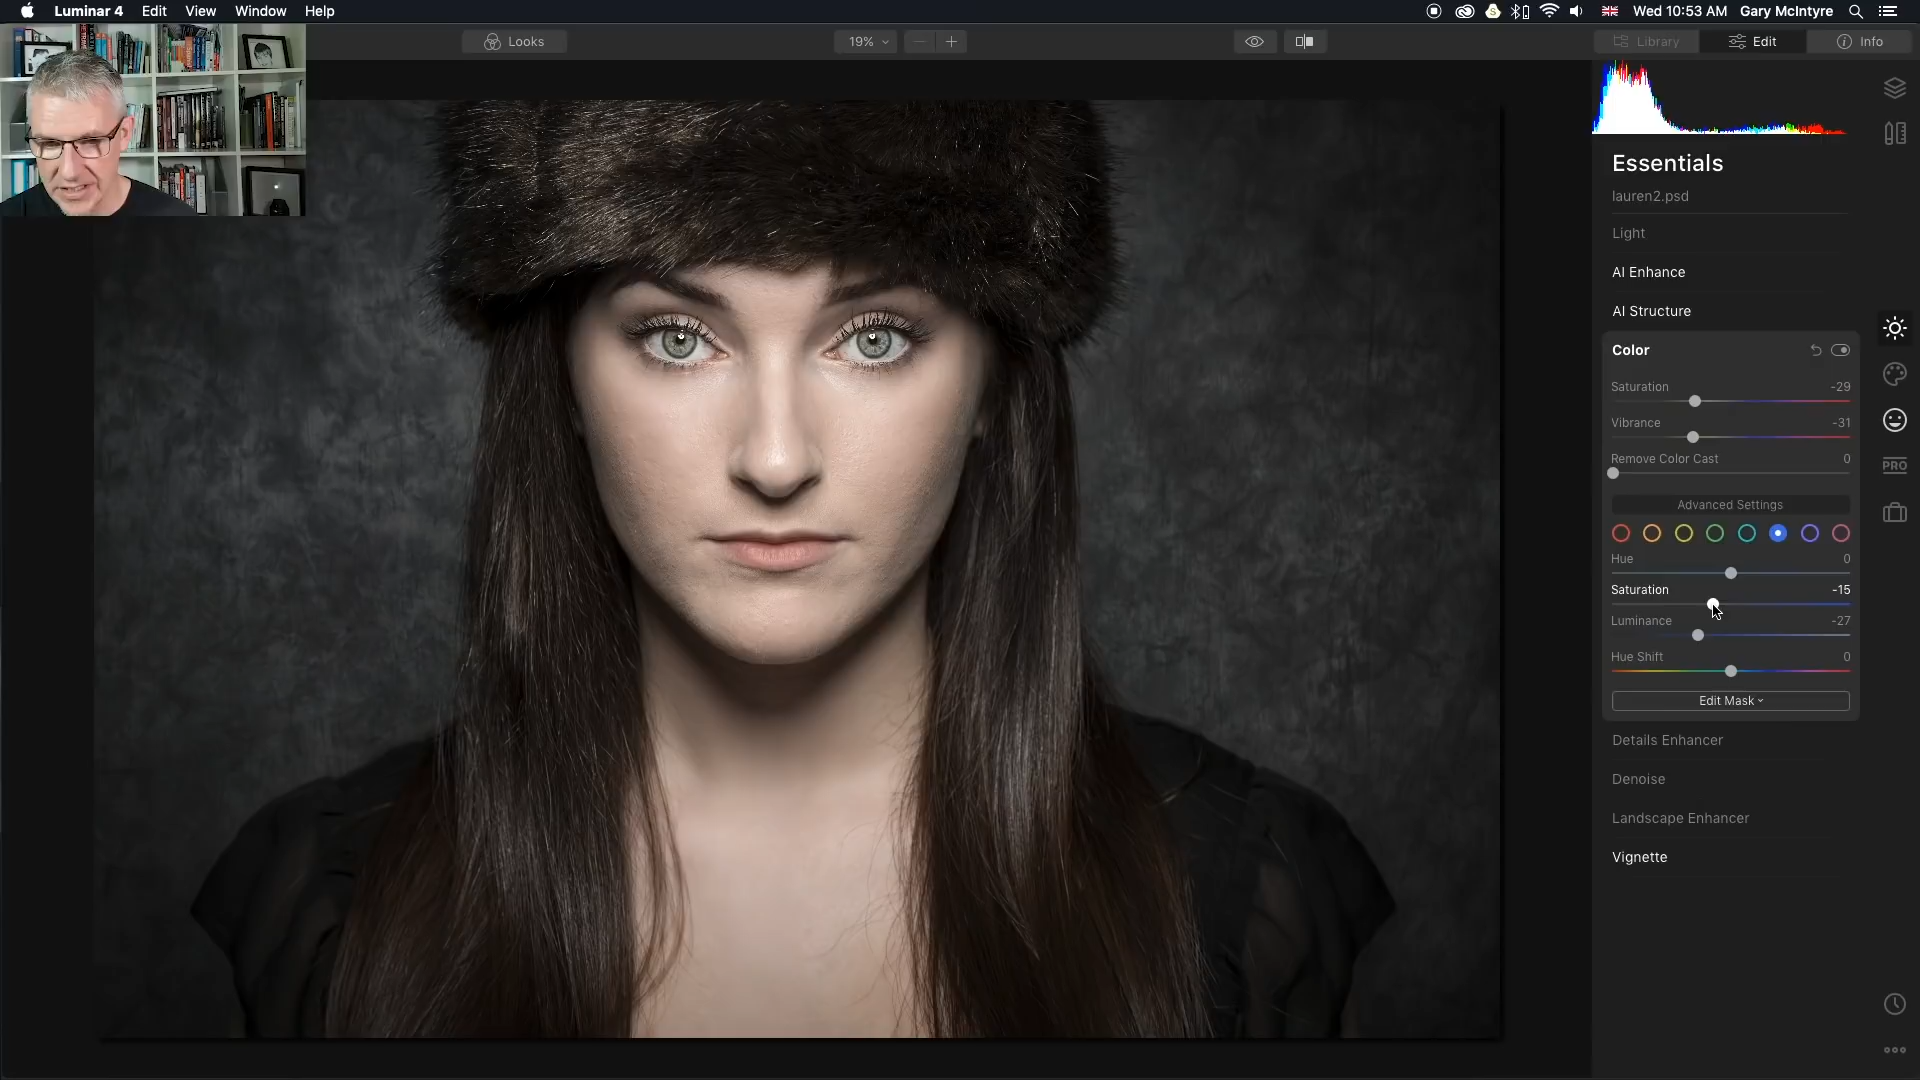 Luminar 4 Edit View Window Help Wed 10:53 AM Gary McIntyre
Looks 19% Library Edit Info
Essentials
lauren2.psd
Light
AI Enhance
AI Structure
Color
Saturation -29
Vibrance -31
Remove Color Cast 0
Advanced Settings
Hue 0
Saturation -15
Luminance -27
Hue Shift 0
Edit Mask
Details Enhancer
Denoise
Landscape Enhancer
Vignette
PRO